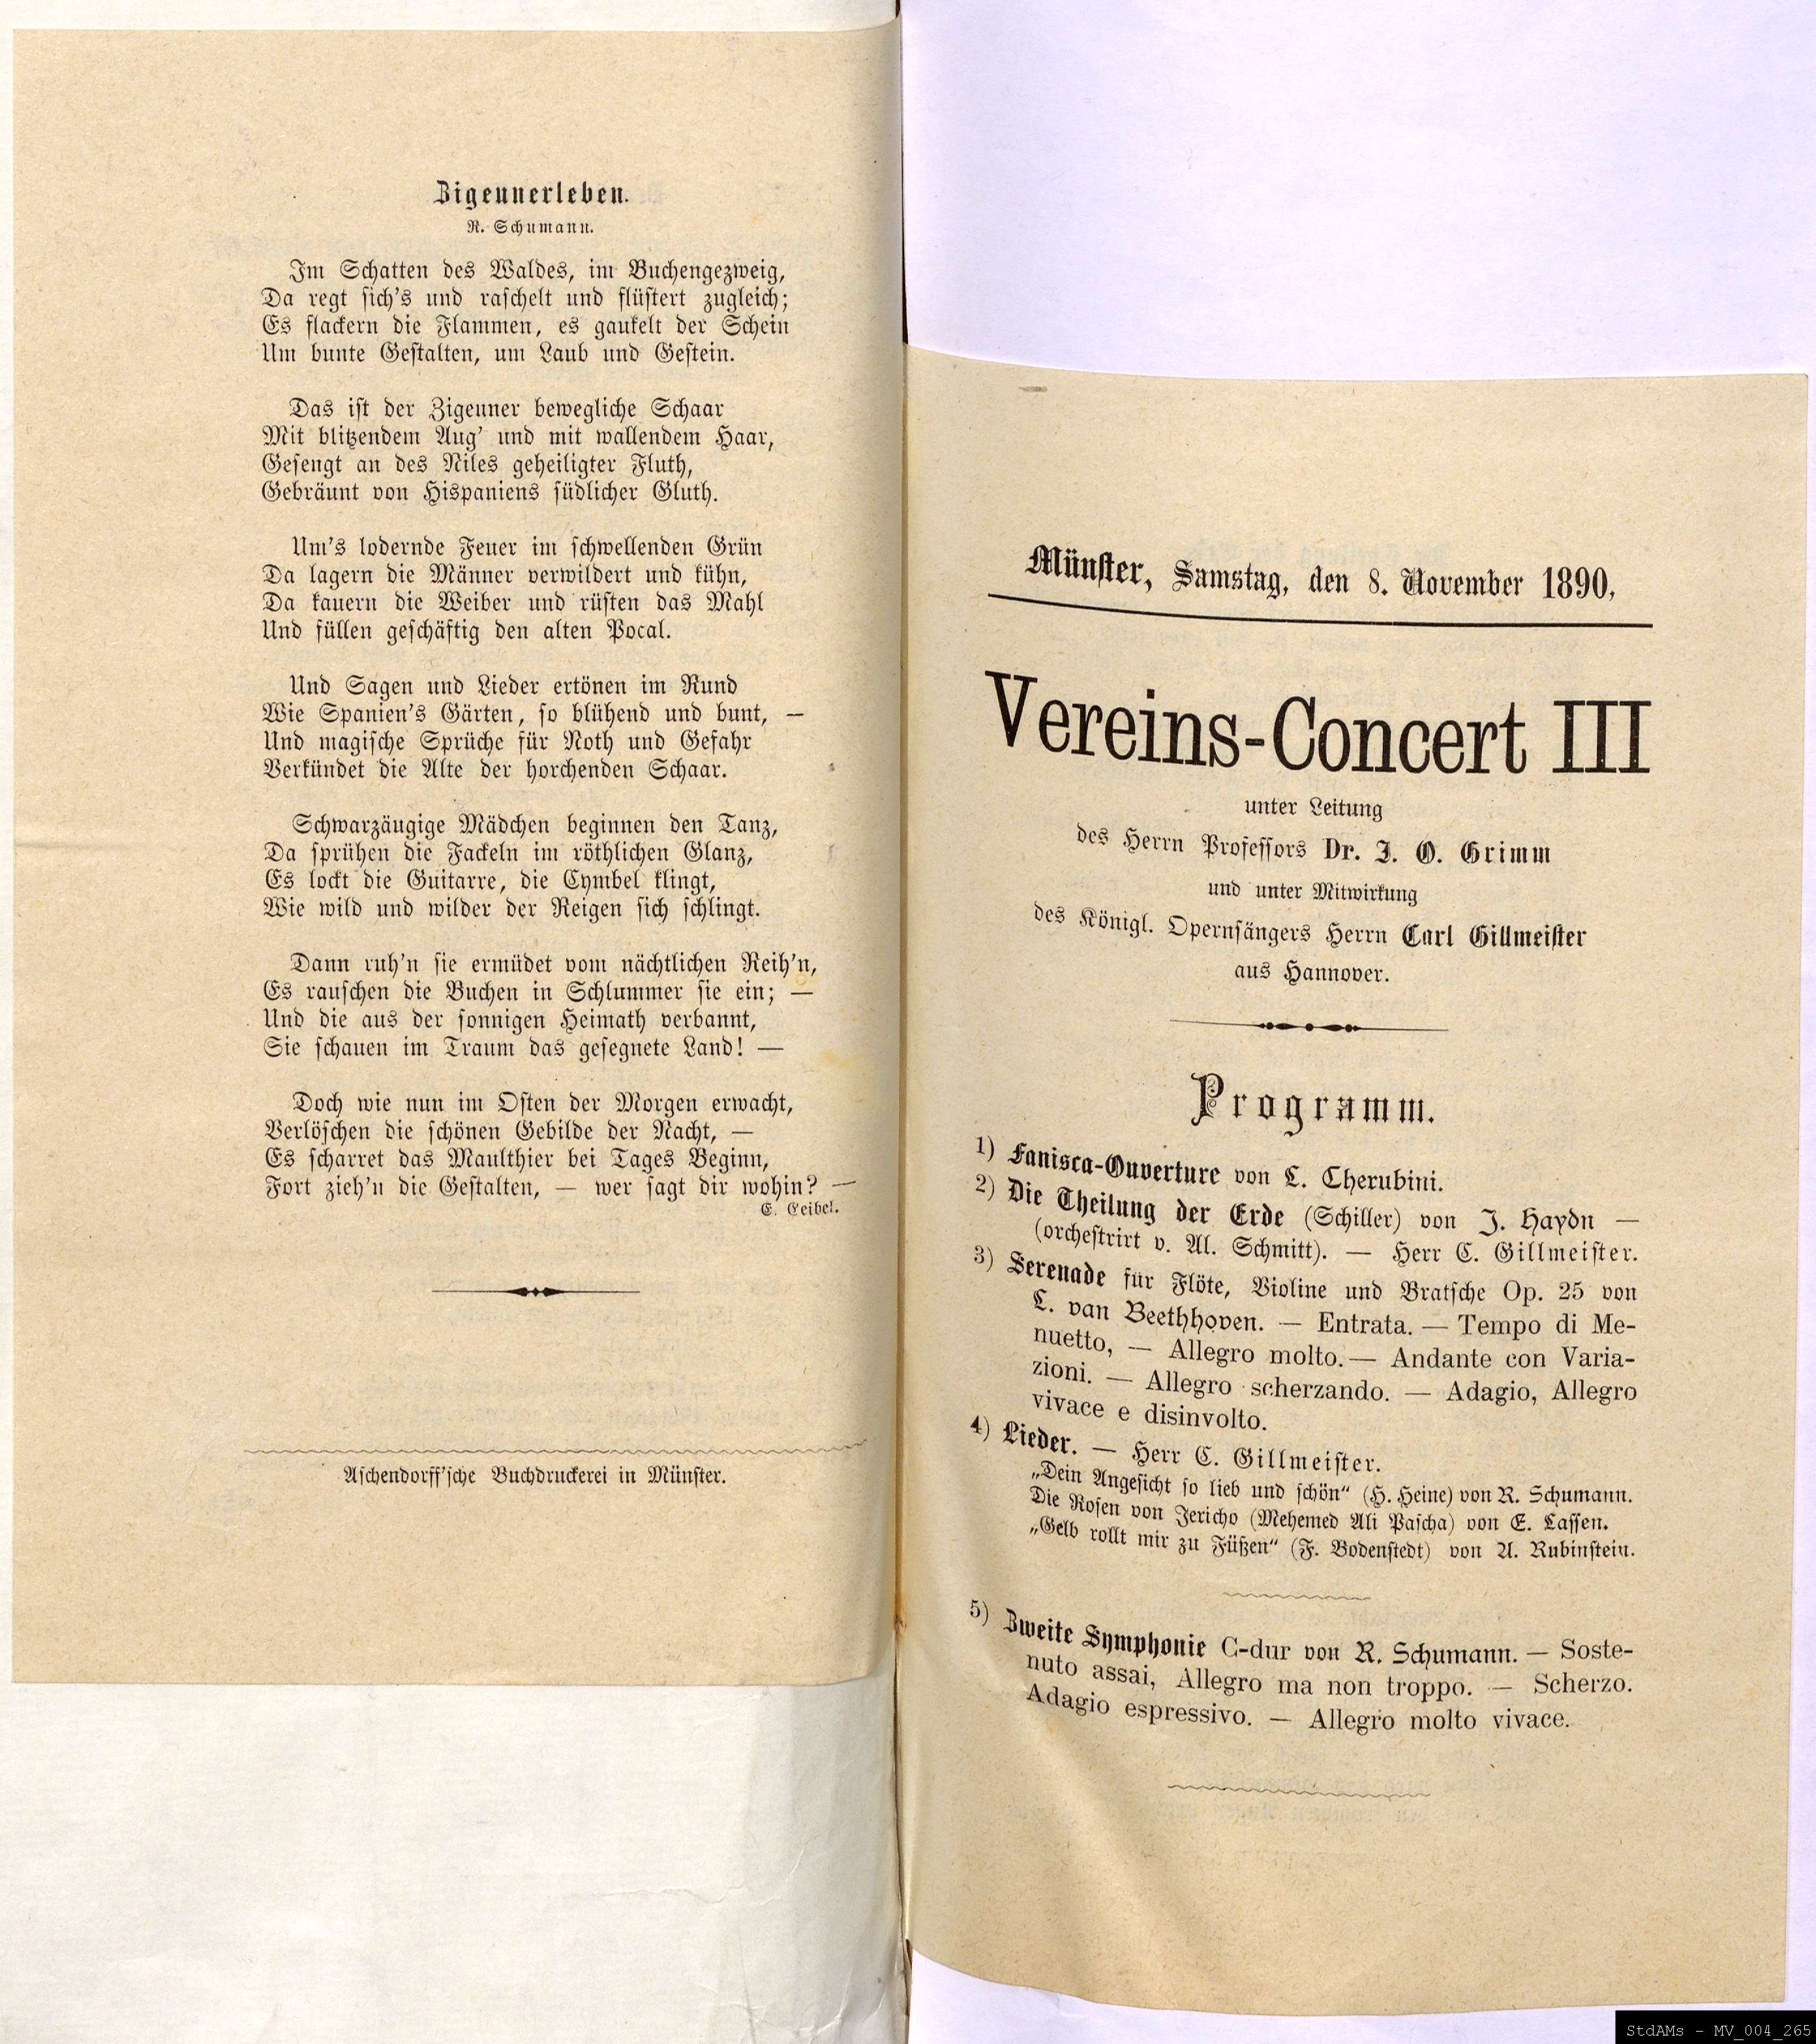 Zigeunerleben.
R. Schumann.
Im Schatten des Waldes, im Buchengezweig,
Da regt sich's und raschelt und flüstert zugleich;
Es flackern die Flammen, es gaukelt der Schein
Um bunte Gestalten, um Laub und Gestein.
Das ist der Zigeuner bewegliche Schaar
Mit blitzendem Aug' und mit wallendem Haar,
Gesengt an des Niles geheiligter Fluth,
Gebräunt von Hispaniens südlicher Gluth.
Um's lodernde Feuer im schwellenden Grün
Da lagern die Männer verwildert und kühn,
Da kauern die Weiber und rüsten das Mahl
Und füllen geschäftig den alten Pocal.
Und Sagen und Lieder ertönen im Rund
Wie Spanien's Gärten, so blühend und bunt, —
Und magische Sprüche für Noth und Gefahr
Verkündet die Alte der horchenden Schaar.
Schwarzäugige Mädchen beginnen den Tanz,
Da sprühen die Fackeln im röthlichen Glanz,
Es lockt die Guitarre, die Cymbel klingt,
Wie wild und wilder der Reigen sich schlingt.
Dann ruh'n sie ermüdet vom nächtlichen Reih'n,
Es rauschen die Buchen in Schlummer sie ein; —
Und die aus der sonnigen Heimath verbannt,
Sie schauen im Traum das gesegnete Land! —
Doch wie nun im Osten der Morgen erwacht,
Verlöschen die schönen Gebilde der Nacht, —
Es scharret das Maulthier bei Tages Beginn,
Fort zieh'n die Gestalten, — wer sagt dir wohin? —
E. Geibel.
Aschendorff'sche Buchdruckerei in Münster.
Münster, Samstag, den 8. November 1890,
Vereins-Concert III
unter Leitung
des Herrn Professors Dr. J. O. Grimm
und unter Mitwirkung
des Königl. Opernsängers Herrn Carl Gillmeister
aus Hannover.
Programm.
1) Fanisca-Ouverture von L. Cherubini.
2) Die Theilung der Erde (Schiller) von J. Haydn —
(orchestrirt v. Al. Schmitt). — Herr C. Gillmeister.
3) Serenade für Flöte, Violine und Bratsche Op. 25 von
L. van Beethhoven. — Entrata. — Tempo di Me-
nuetto, — Allegro molto. — Andante con Varia-
zioni. — Allegro scherzando. — Adagio, Allegro
vivace e disinvolto.
4) Lieder. — Herr C. Gillmeister.
„Dein Angesicht so lieb und schön“ (H. Heine) von R. Schumann.
Die Rosen von Jericho (Mehemed Ali Pascha) von E. Lassen.
„Gelb rollt mir zu Füßen“ (F. Bodenstedt) von A. Rubinstein.
5) Zweite Symphonie C-dur von R. Schumann. — Soste-
nuto assai, Allegro ma non troppo. — Scherzo.
Adagio espressivo. — Allegro molto vivace.
StdAMs - MV_004_265